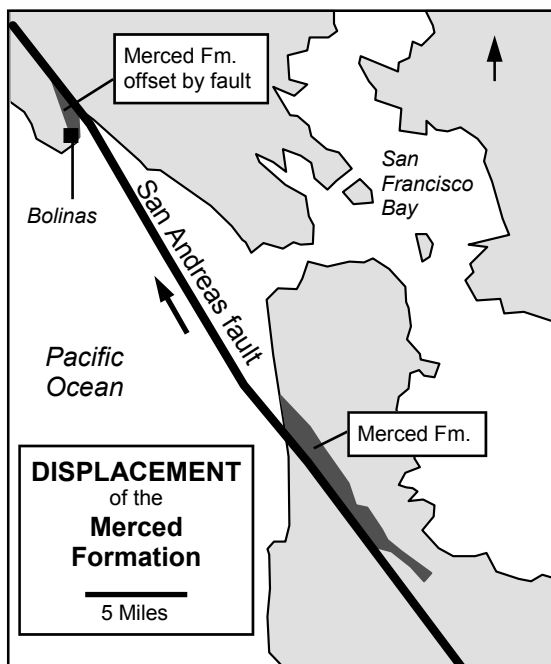 Merced Fm.
offset by fault
San
Francisco
Bay
Bolinas
San Andreas fault
Pacific
Ocean
Merced Fm.
DISPLACEMENT
of the
Merced
Formation
5 Miles